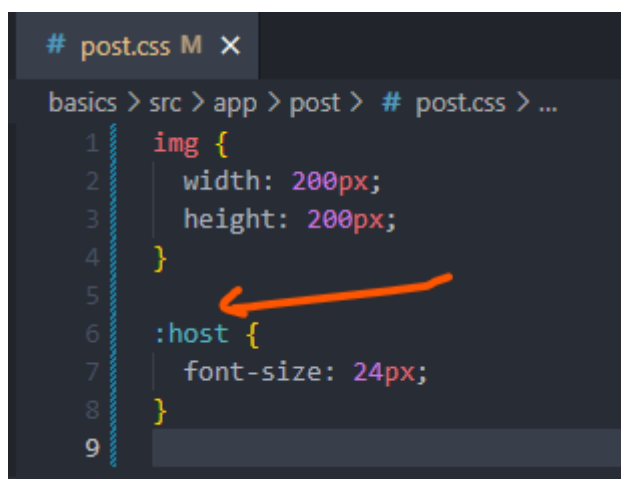 # post.css M ×
basics > src > app > post > # post.css > ...
1 img {
2 width: 200px;
3 height: 200px;
4 }
5
6 :host {
7 font-size: 24px;
8 }
9